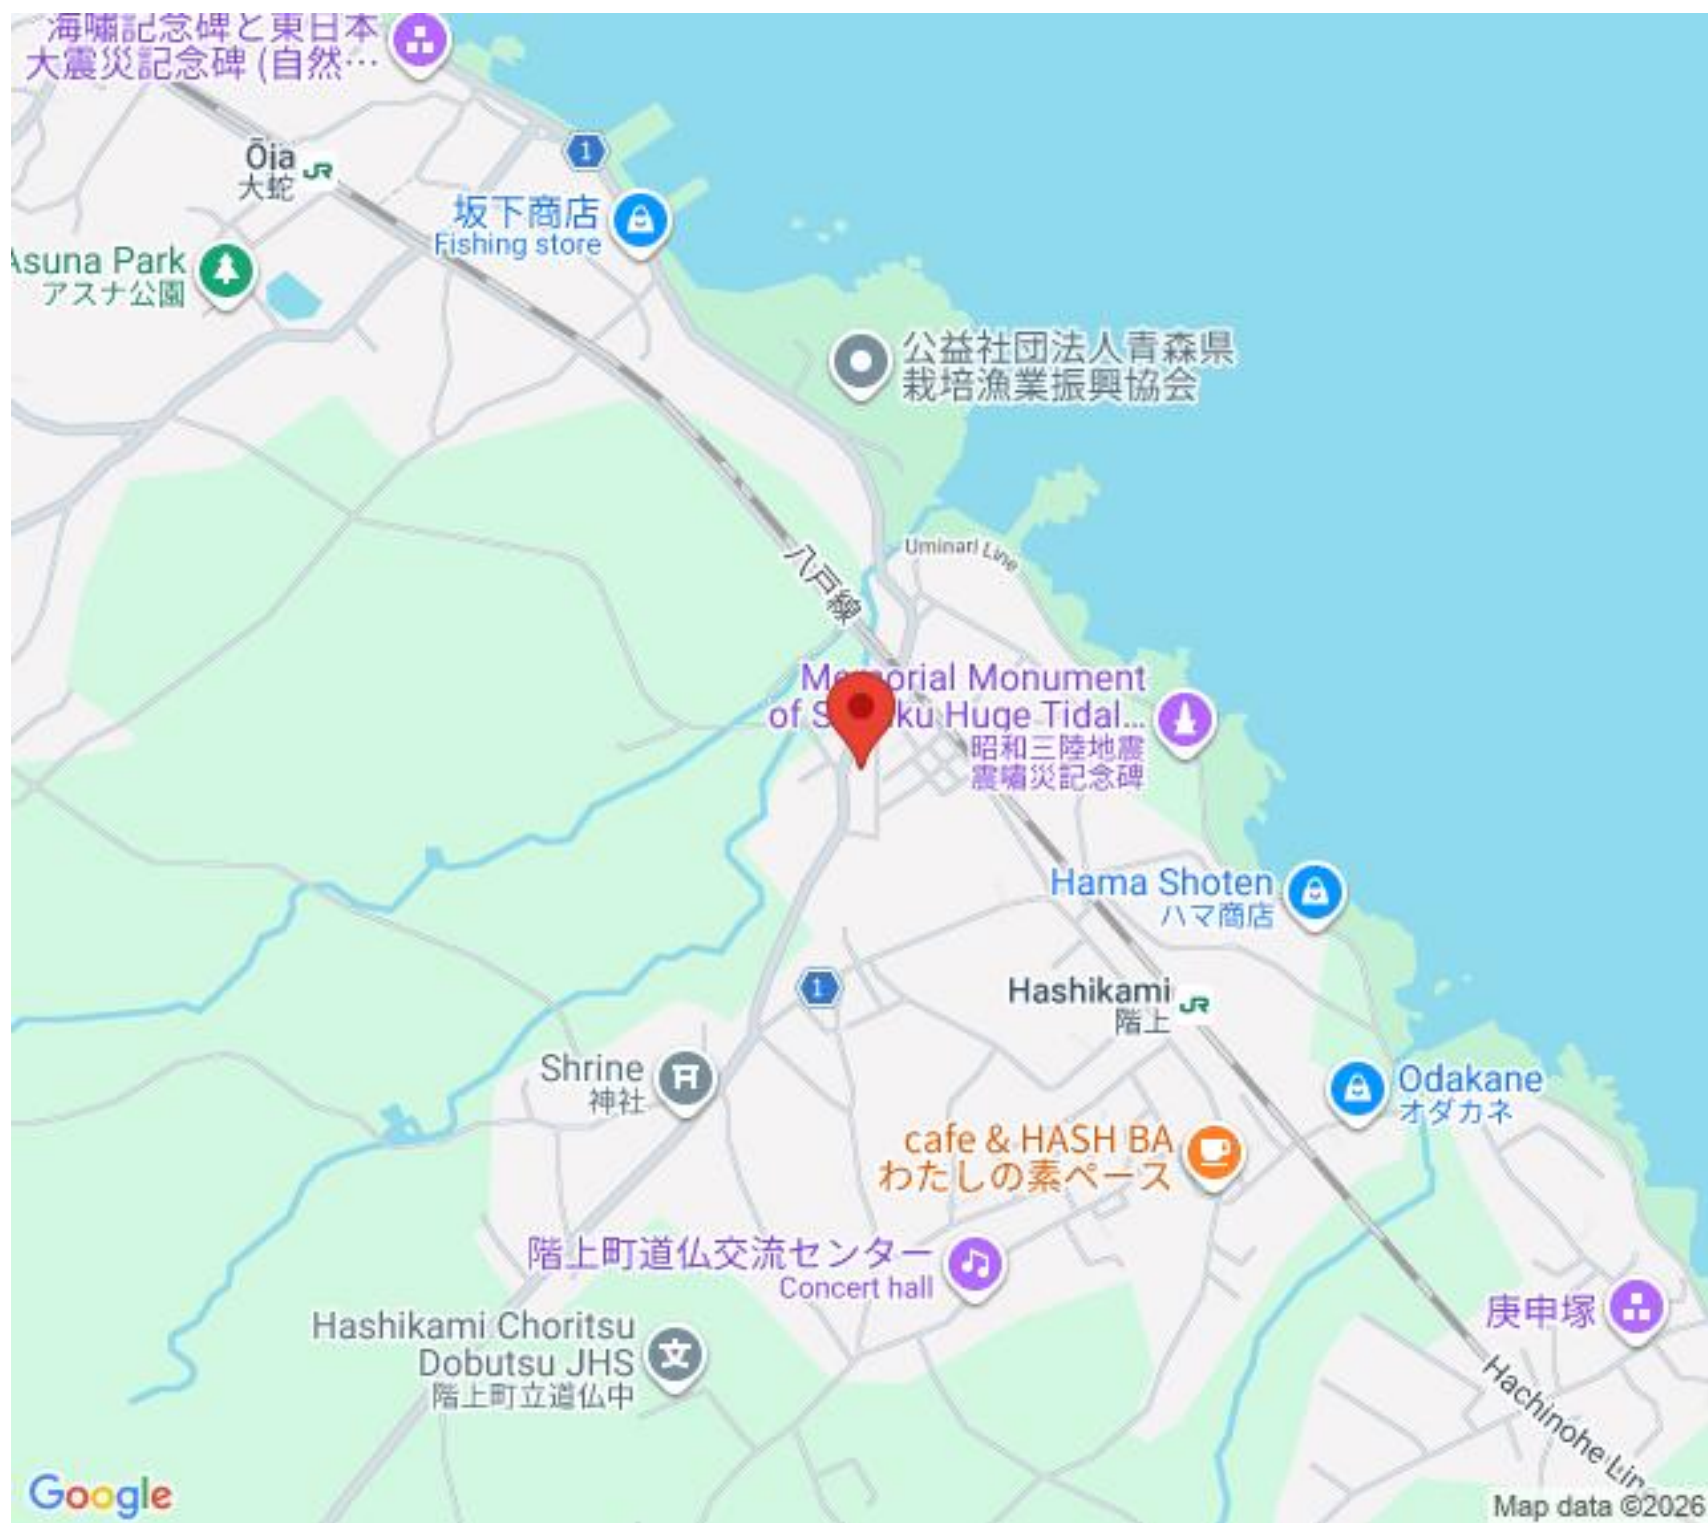 海嘯記念碑と東日本
大震災記念碑 (自然…
1
Ōja
大蛇
JR
坂下商店
Fishing store
Asuna Park
アスナ公園
公益社団法人青森県
栽培漁業振興協会
Uminari Line
八戸線
Memorial Monument
of Sanriku Huge Tidal...
昭和三陸地震
震嘯災記念碑
Hama Shoten
ハマ商店
1
Hashikami
階上
JR
Shrine
神社
Odakane
オダカネ
cafe & HASH BA
わたしの素ペース
階上町道仏交流センター
Concert hall
庚申塚
Hashikami Choritsu
Dobutsu JHS
階上町立道仏中
文
Hachinohe Line
Google
Map data ©2026